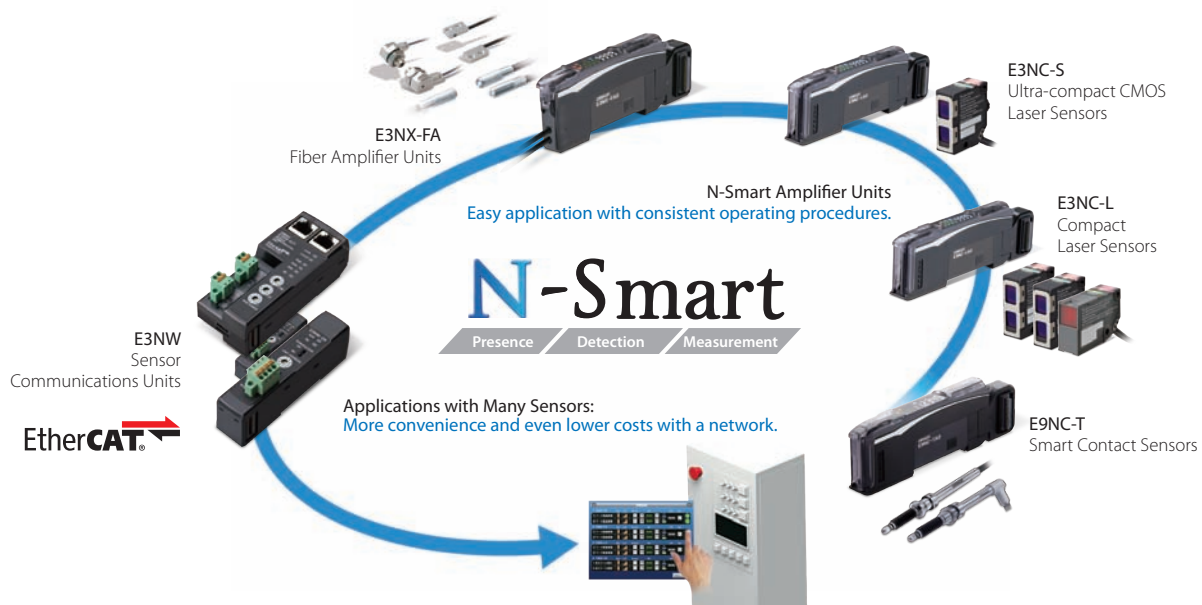 E3NX-FA
Fiber Amplifier Units
E3NC-S
Ultra-compact CMOS
Laser Sensors
N-Smart Amplifier Units
Easy application with consistent operating procedures.
E3NC-L
Compact
Laser Sensors
N-Smart
Presence
Detection
Measurement
E3NW
Sensor
Communications Units
EtherCAT®
Applications with Many Sensors:
More convenience and even lower costs with a network.
E9NC-T
Smart Contact Sensors